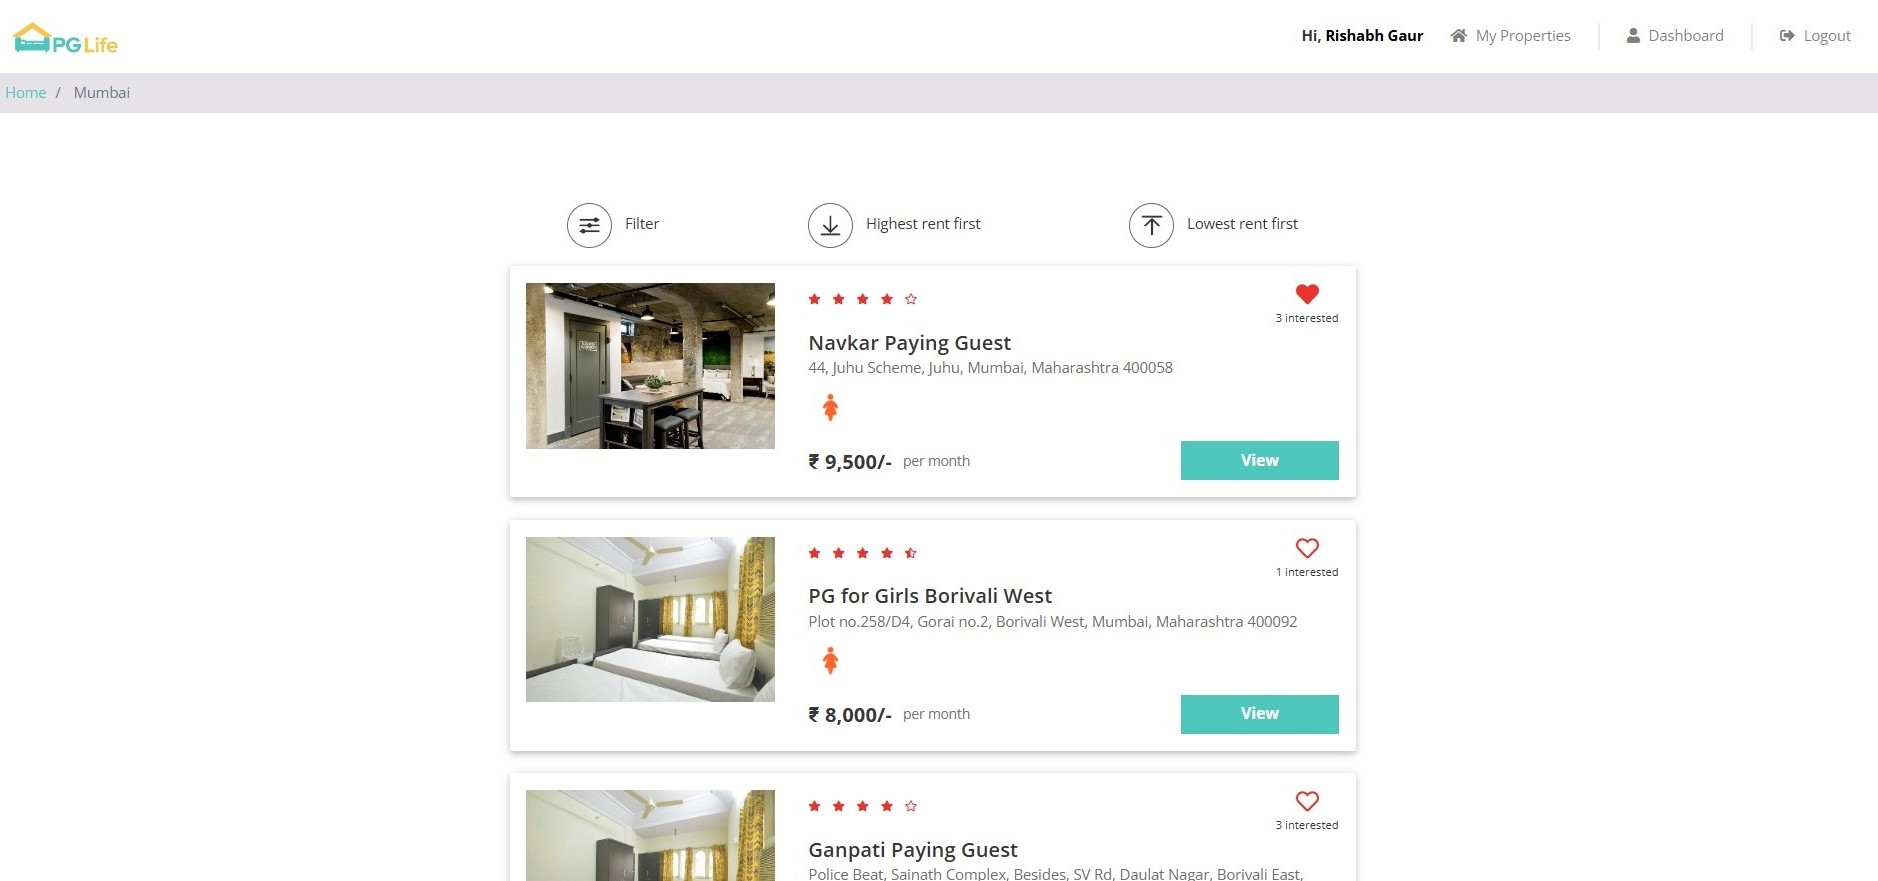 PG Life
Hi, Rishabh Gaur
My Properties
Dashboard
Logout
Home / Mumbai
Filter
Highest rent first
Lowest rent first
3 interested
Navkar Paying Guest
44, Juhu Scheme, Juhu, Mumbai, Maharashtra 400058
₹ 9,500/- per month
View
1 interested
PG for Girls Borivali West
Plot no.258/D4, Gorai no.2, Borivali West, Mumbai, Maharashtra 400092
₹ 8,000/- per month
View
3 interested
Ganpati Paying Guest
Police Beat, Sainath Complex, Besides, SV Rd, Daulat Nagar, Borivali East,